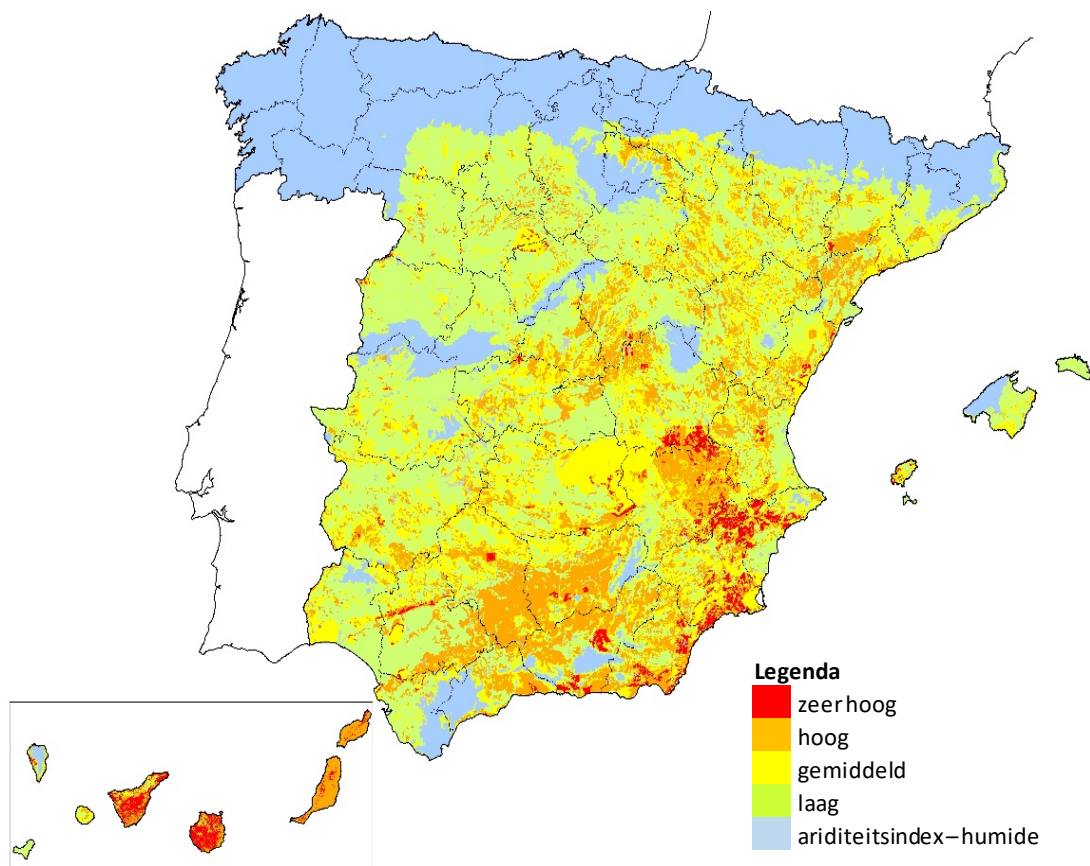 Legenda
zeer hoog
hoog
gemiddeld
laag
ariditeitsindex–humide